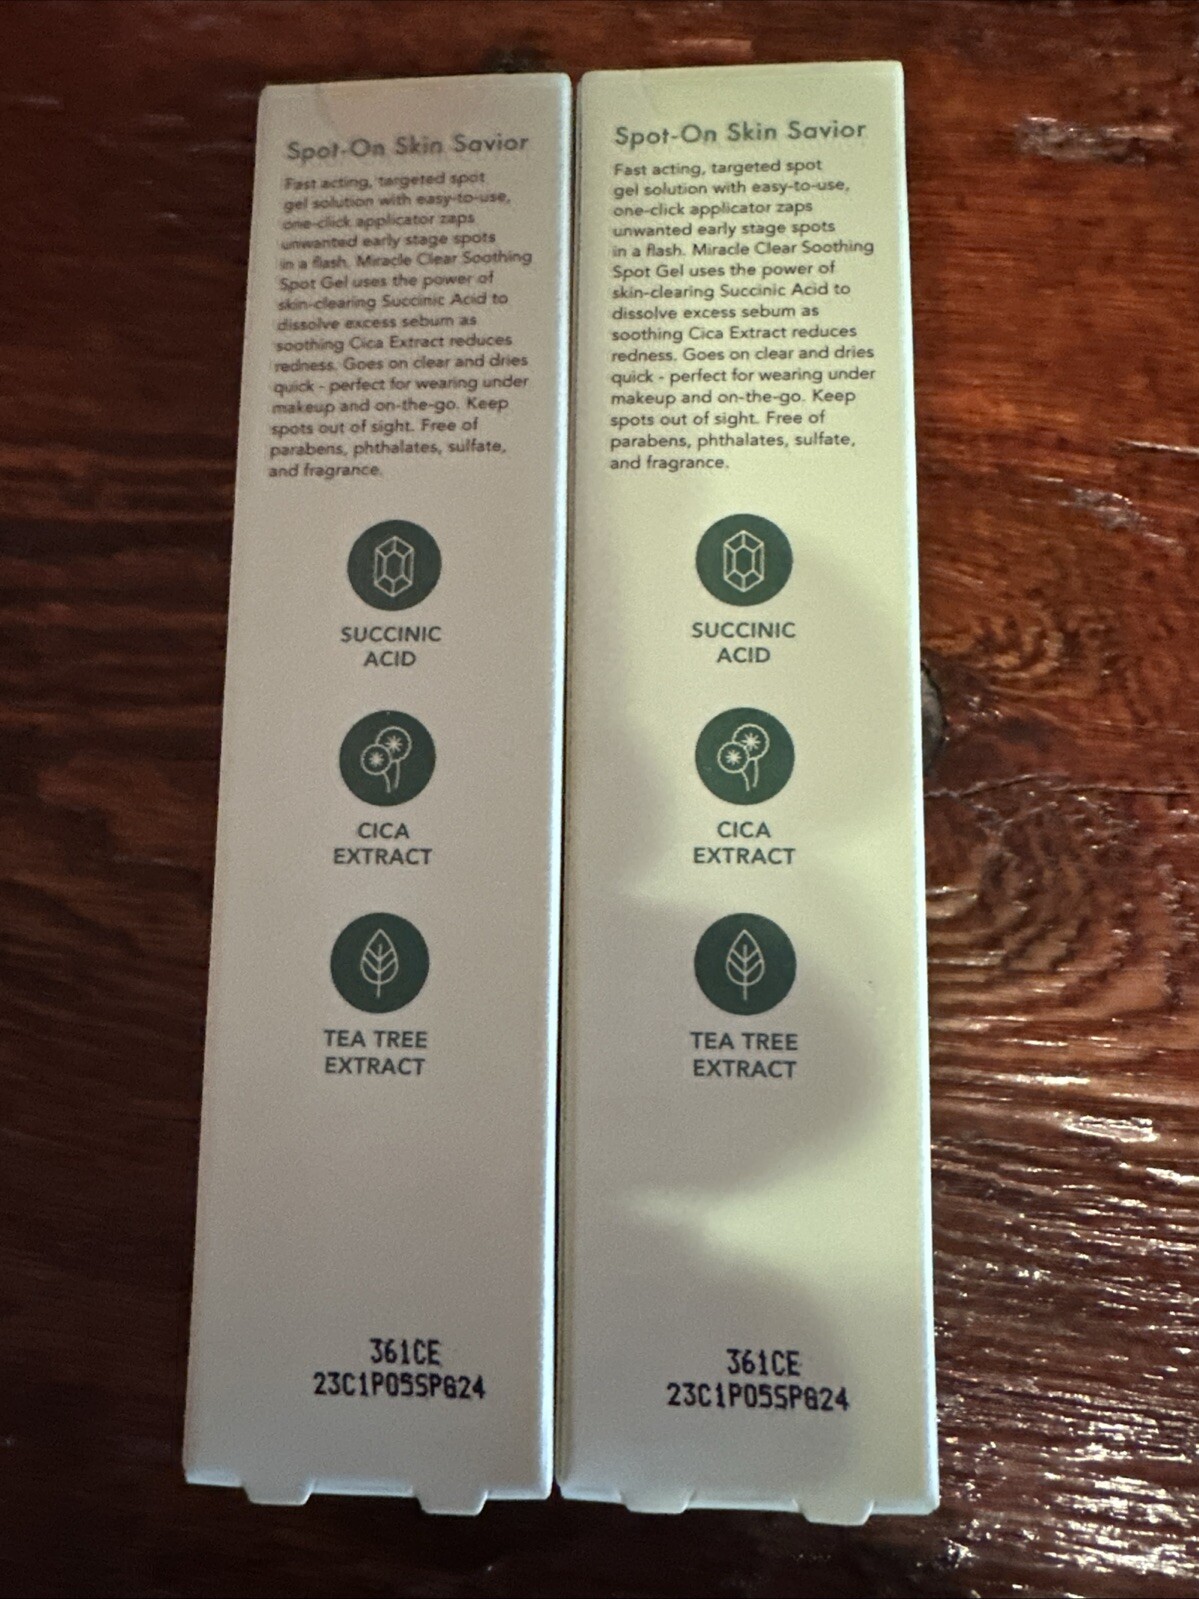 Spot-On Skin Savior
Fast acting, targeted spot
gel solution with easy-to-use,
one-click applicator zaps
unwanted early stage spots
in a flash. Miracle Clear Soothing
Spot Gel uses the power of
skin-clearing Succinic Acid to
dissolve excess sebum as
soothing Cica Extract reduces
redness. Goes on clear and dries
quick - perfect for wearing under
makeup and on-the-go. Keep
spots out of sight. Free of
parabens, phthalates, sulfate,
and fragrance.
SUCCINIC
ACID
CICA
EXTRACT
TEA TREE
EXTRACT
361CE
23C1P05SP&24
Spot-On Skin Savior
Fast acting, targeted spot
gel solution with easy-to-use,
one-click applicator zaps
unwanted early stage spots
in a flash. Miracle Clear Soothing
Spot Gel uses the power of
skin-clearing Succinic Acid to
dissolve excess sebum as
soothing Cica Extract reduces
redness. Goes on clear and dries
quick - perfect for wearing under
makeup and on-the-go. Keep
spots out of sight. Free of
parabens, phthalates, sulfate,
and fragrance.
SUCCINIC
ACID
CICA
EXTRACT
TEA TREE
EXTRACT
361CE
23C1P05SP&24